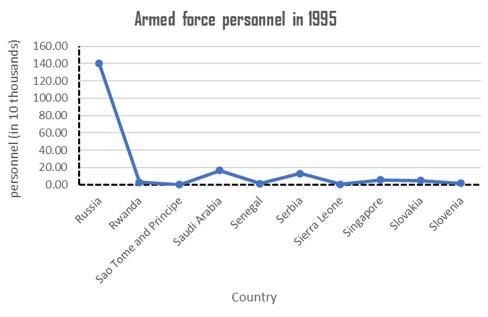 Armed force personnel in 1995
personnel (in 10 thousands)
160.00
140.00
120.00
100.00
80.00
60.00
40.00
20.00
0.00
Russia
Rwanda
Sao Tome and Principe
Saudi Arabia
Senegal
Serbia
Sierra Leone
Singapore
Slovakia
Slovenia
Country